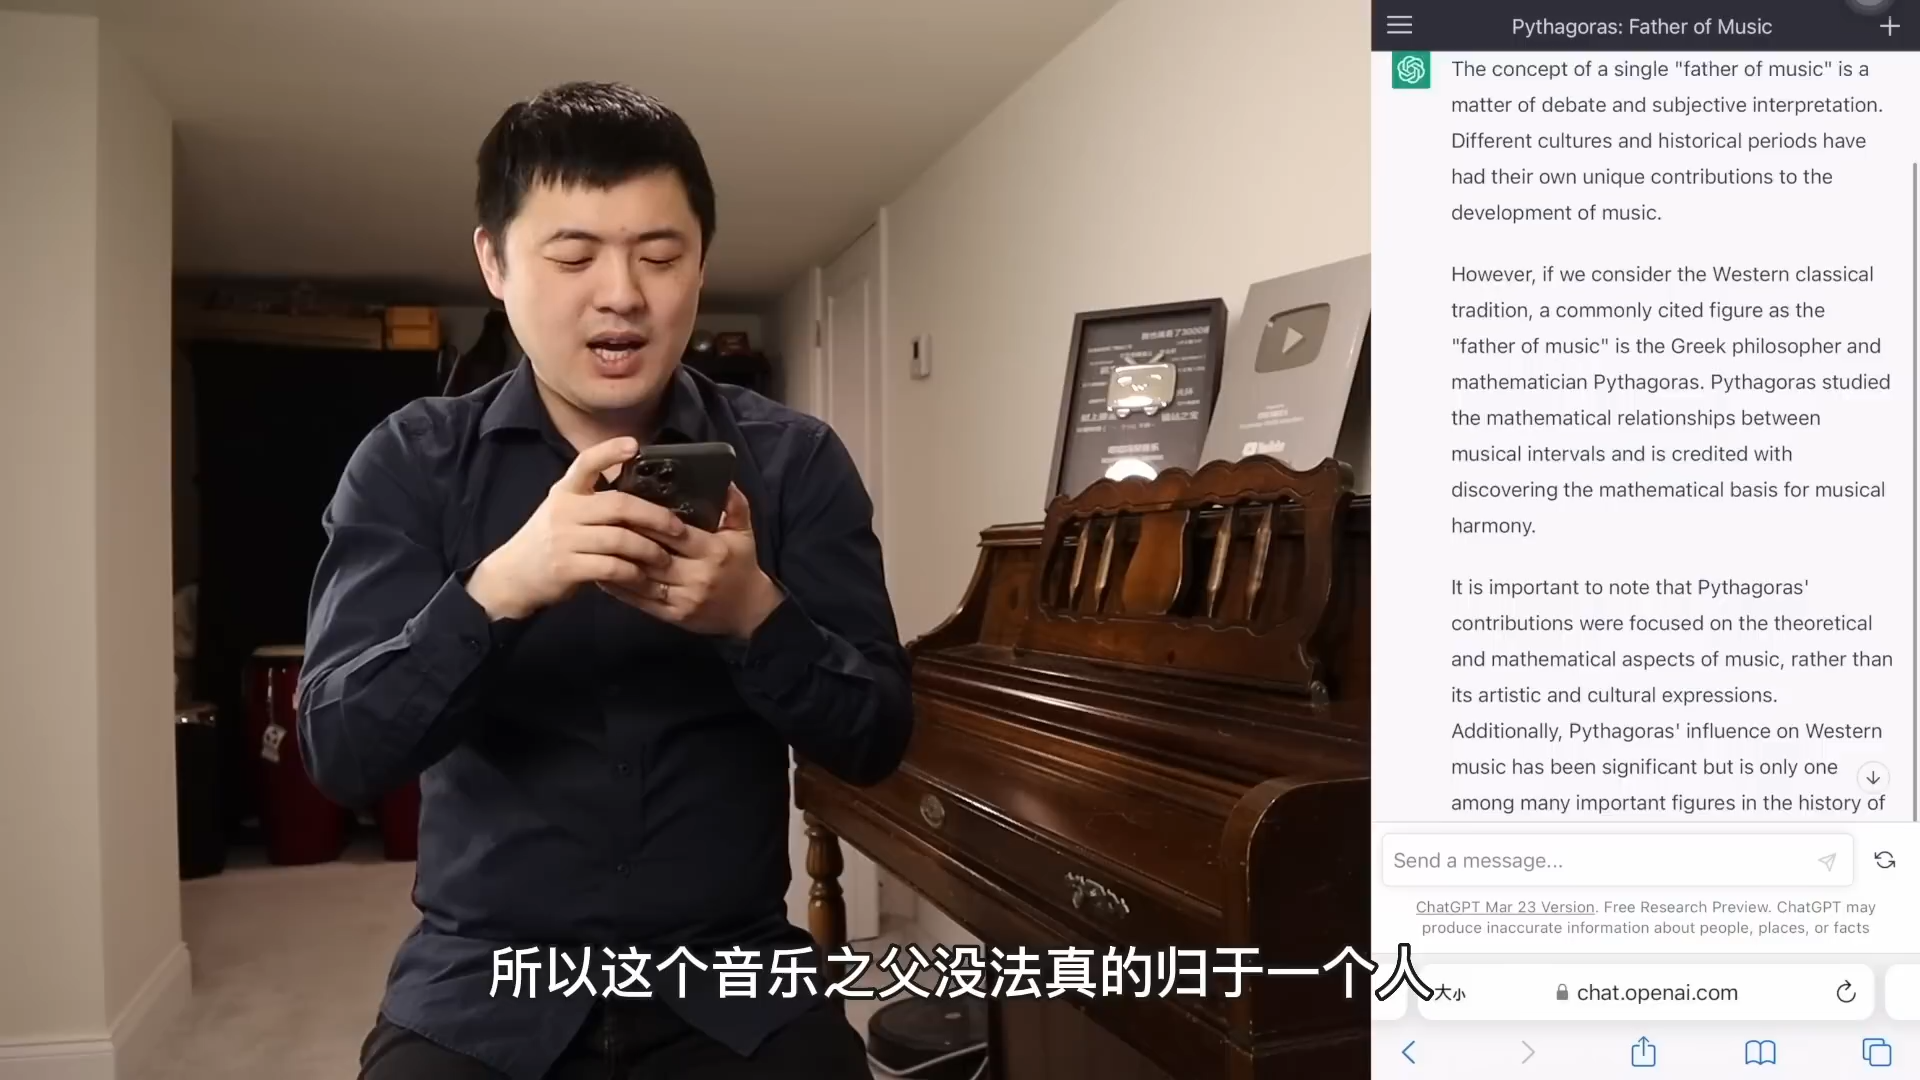 Pythagoras: Father of Music
The concept of a single "father of music" is a
matter of debate and subjective interpretation.
Different cultures and historical periods have
had their own unique contributions to the
development of music.
However, if we consider the Western classical
tradition, a commonly cited figure as the
"father of music" is the Greek philosopher and
mathematician Pythagoras. Pythagoras studied
the mathematical relationships between
musical intervals and is credited with
discovering the mathematical basis for musical
harmony.
It is important to note that Pythagoras'
contributions were focused on the theoretical
and mathematical aspects of music, rather than
its artistic and cultural expressions.
Additionally, Pythagoras' influence on Western
music has been significant but is only one
among many important figures in the history of
Send a message...
ChatGPT Mar 23 Version. Free Research Preview. ChatGPT may
produce inaccurate information about people, places, or facts
大小
chat.openai.com
YouTube
所以这个音乐之父没法真的归于一个人